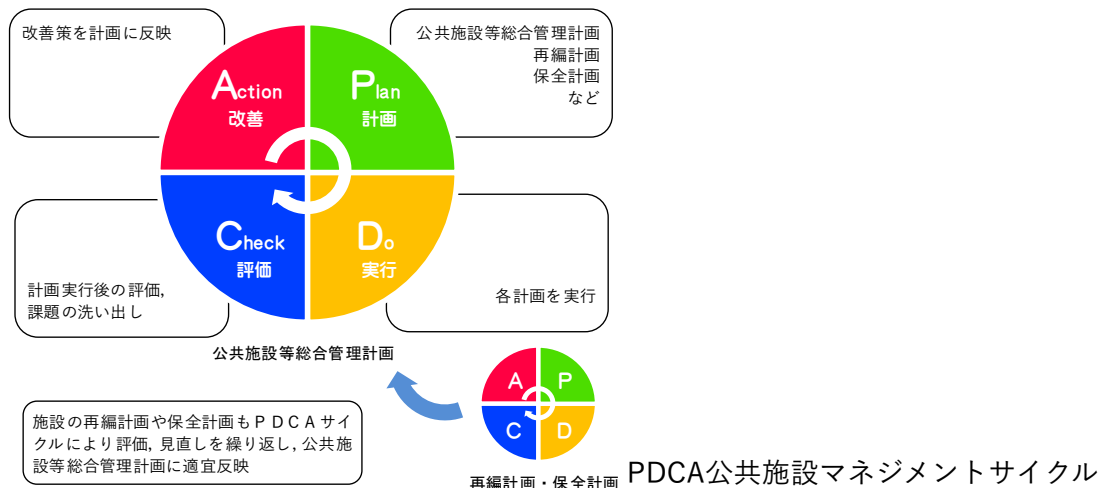 改善策を計画に反映
公共施設等総合管理計画
再編計画
保全計画
など
Action
改善
Plan
計画
Check
評価
Do
実行
計画実行後の評価,
課題の洗い出し
各計画を実行
公共施設等総合管理計画
A
P
C
D
施設の再編計画や保全計画もPDCAサイ
クルにより評価, 見直しを繰り返し, 公共施
設等総合管理計画に適宜反映
再編計画・保全計画
PDCA公共施設マネジメントサイクル